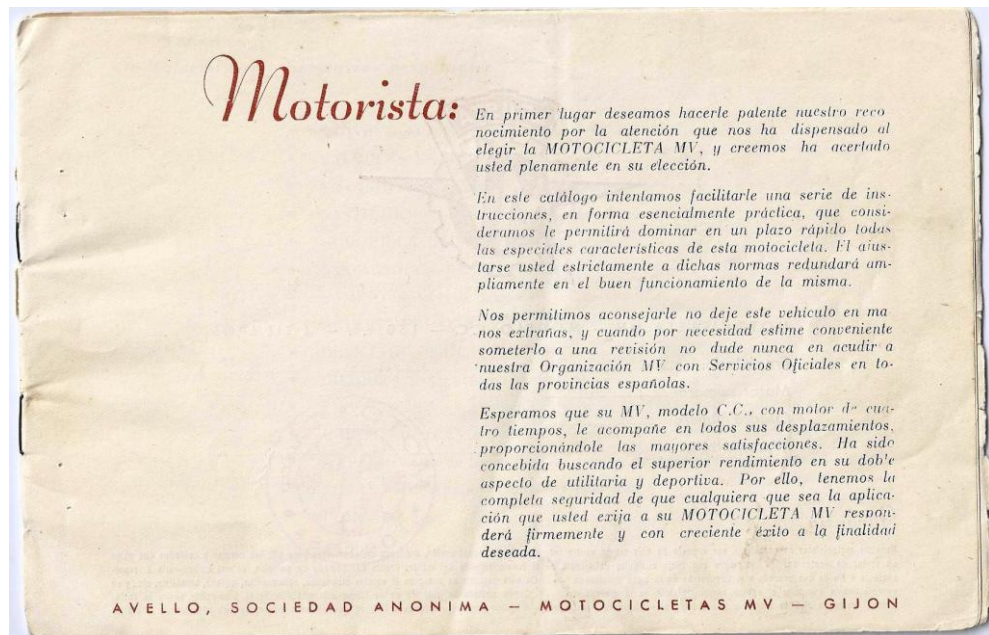 Motorista:
En primer lugar deseamos hacerle patente nuestro reco
nocimiento por la atención que nos ha dispensado al
elegir la MOTOCICLETA MV, y creemos ha acertado
usted plenamente en su elección.
En este catálogo intentamos facilitarle una serie de ins-
trucciones, en forma esencialmente práctica, que consi-
deramos le permitirá dominar en un plazo rápido todas
las especiales características de esta motocicleta. El ajus-
tarse usted estrictamente a dichas normas redundará am-
pliamente en el buen funcionamiento de la misma.
Nos permitimos aconsejarle no deje este vehículo en ma
nos extrañas, y cuando por necesidad estime conveniente
someterlo a una revisión no dude nunca en acudir a
nuestra Organización MV con Servicios Oficiales en to-
das las provincias españolas.
Esperamos que su MV, modelo C.C., con motor de cua-
tro tiempos, le acompañe en todos sus desplazamientos,
proporcionándole las mayores satisfacciones. Ha sido
concebida buscando el superior rendimiento en su doble
aspecto de utilitaria y deportiva. Por ello, tenemos la
completa seguridad de que cualquiera que sea la aplica-
ción que usted exija a su MOTOCICLETA MV respon-
derá firmemente y con creciente éxito a la finalidad
deseada.
AVELLO, SOCIEDAD ANONIMA — MOTOCICLETAS MV — GIJON